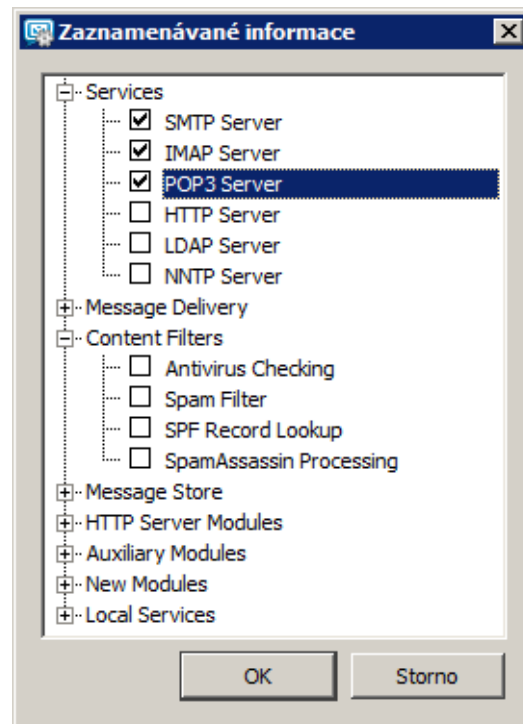 Zaznamenávané informace
Services
SMTP Server
IMAP Server
POP3 Server
HTTP Server
LDAP Server
NNTP Server
Message Delivery
Content Filters
Antivirus Checking
Spam Filter
SPF Record Lookup
SpamAssassin Processing
Message Store
HTTP Server Modules
Auxiliary Modules
New Modules
Local Services
OK Storno